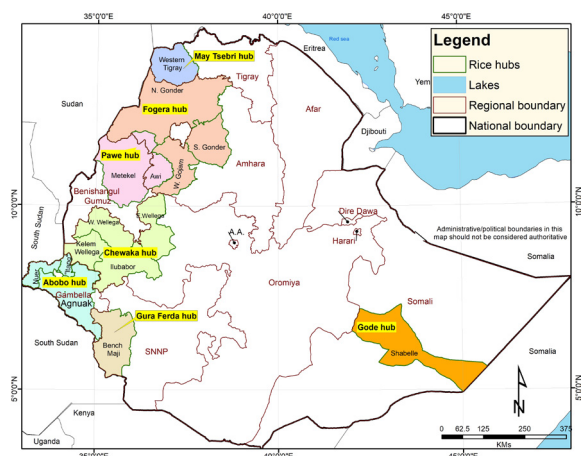 35°0'0"E
40°0'0"E
45°0'0"E
Red sea
Eritrea
Sudan
Yem
Djibouti
Legend
Rice hubs
Lakes
Regional boundary
National boundary
Western
Tigray
May Tsebri hub
Tigray
N. Gonder
Fogera hub
Afar
S. Gonder
Amhara
Pawe hub
Metekel
Awi
W. Gojam
Benishangul
Gumuz
10°0'0"N
10°0'0"N
South Sudan
W. Wellega
E. Wellega
Kelem
Wollega
Chewaka hub
Ilubabor
A.A.
Dire Dawa
Harari
Administrative/political boundaries in this
map should not be considered authoritative
Somalia
Nuer
Abobo hub
Gambella
Agnuak
Oromiya
Somali
Gura Ferda hub
Gode hub
Shabelle
South Sudan
Bench
Maji
SNNP
Somalia
5°0'0"N
5°0'0"N
Kenya
Uganda
N
0 62.5 125 250 375
KMs
35°0'0"E
40°0'0"E
45°0'0"E